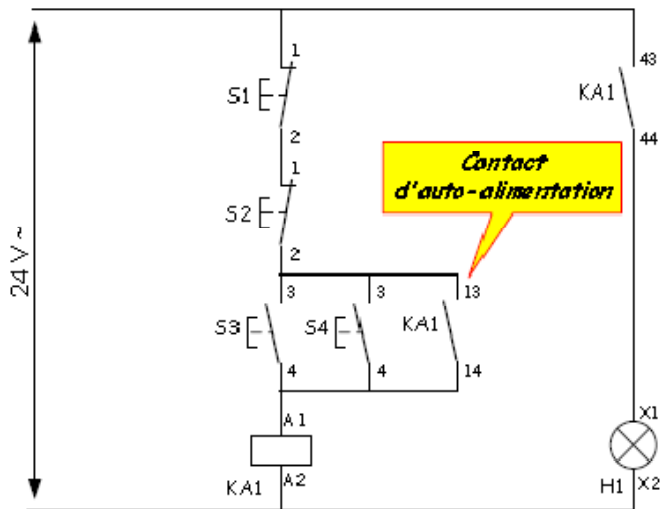 1
43
S1
KA1
2
44
1
Contact
d'auto-alimentation
S2
2
24 V ~
3
3
13
S3
S4
KA1
4
4
14
A1
X1
KA1
A2
H1
X2